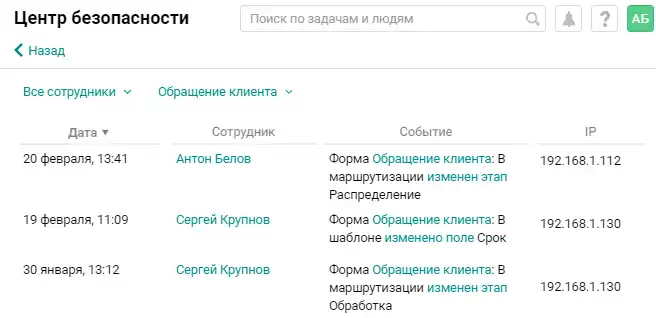 Центр безопасности
Поиск по задачам и людям
?
АБ
Назад
Все сотрудники
Обращение клиента
Дата
Сотрудник
Событие
IP
20 февраля, 13:41
Антон Белов
Форма Обращение клиента: В
маршрутизации изменен этап
Распределение
192.168.1.112
19 февраля, 11:09
Сергей Крупнов
Форма Обращение клиента: В
шаблоне изменено поле Срок
192.168.1.130
30 января, 13:12
Сергей Крупнов
Форма Обращение клиента: В
маршрутизации изменен этап
Обработка
192.168.1.130